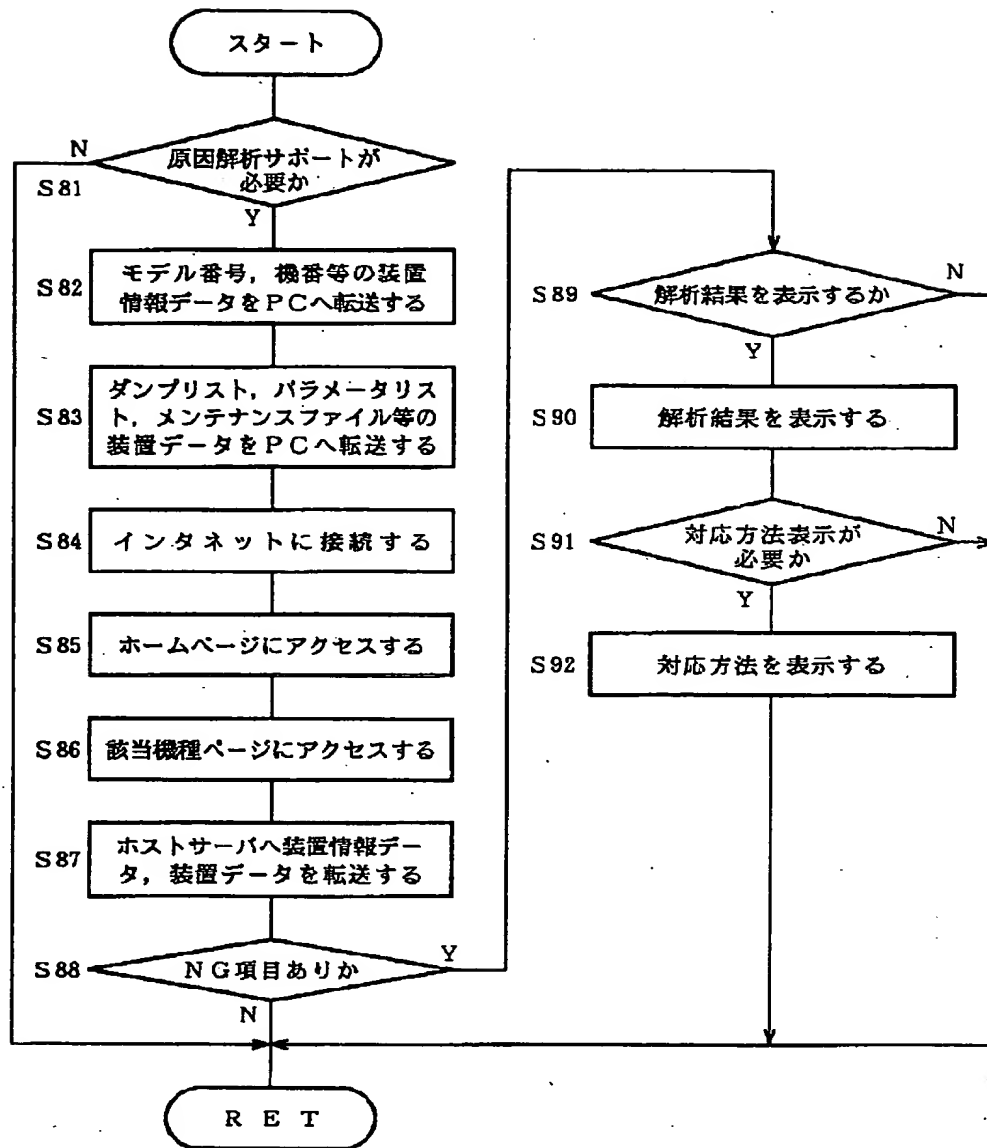 スタート
N
原因解析サポートが
必要か
S81
Y
S82
モデル番号，機番等の装置
情報データをPCへ転送する
S83
ダンプリスト，パラメータリス
ト，メンテナンスファイル等の
装置データをPCへ転送する
S84
インタネットに接続する
S85
ホームページにアクセスする
S86
該当機種ページにアクセスする
S87
ホストサーバへ装置情報デー
タ，装置データを転送する
S88
NG項目ありか
Y
N
RET
S89
解析結果を表示するか
N
Y
S90
解析結果を表示する
S91
対応方法表示が
必要か
N
Y
S92
対応方法を表示する